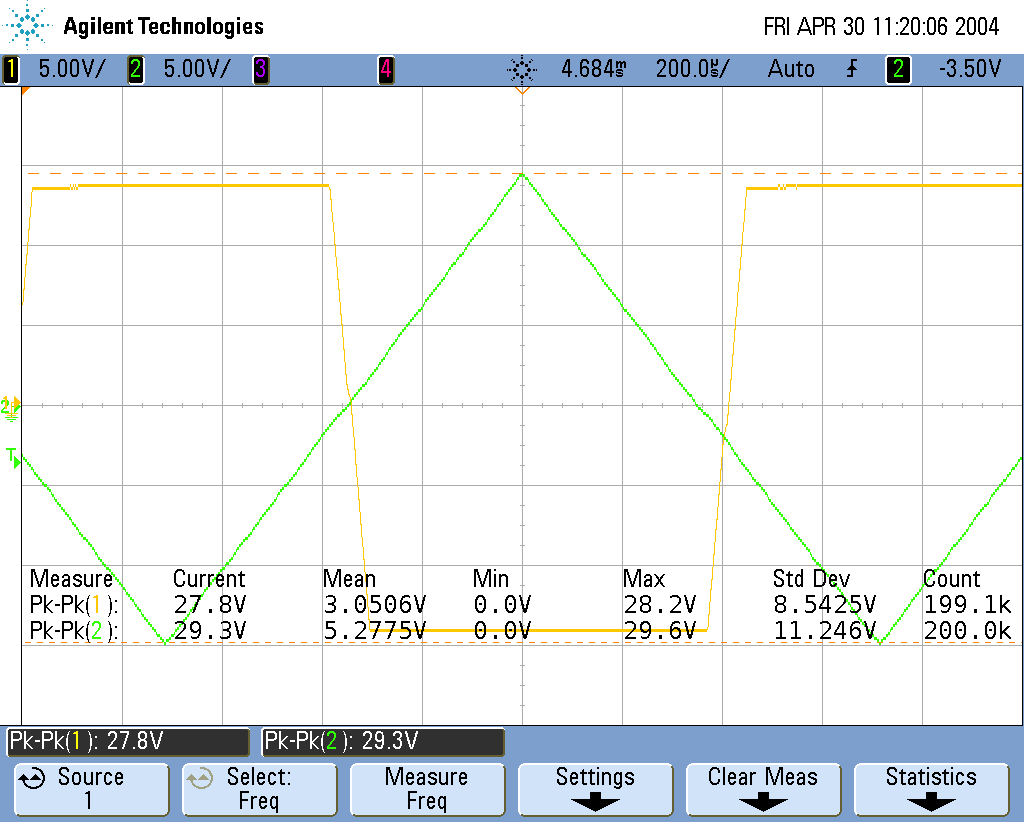 Agilent Technologies FRI APR 30 11:20:06 2004
1 5.00V/ 2 5.00V/ 3 4 4.684ms 200.0µs/ Auto 2 -3.50V
1
2
T
Measure Current Mean Min Max Std Dev Count
Pk-Pk(1): 27.8V 3.0506V 0.0V 28.2V 8.5425V 199.1k
Pk-Pk(2): 29.3V 5.2775V 0.0V 29.6V 11.246V 200.0k
Pk-Pk(1): 27.8V Pk-Pk(2): 29.3V
Source Select: Measure Settings Clear Meas Statistics
1 Freq Freq